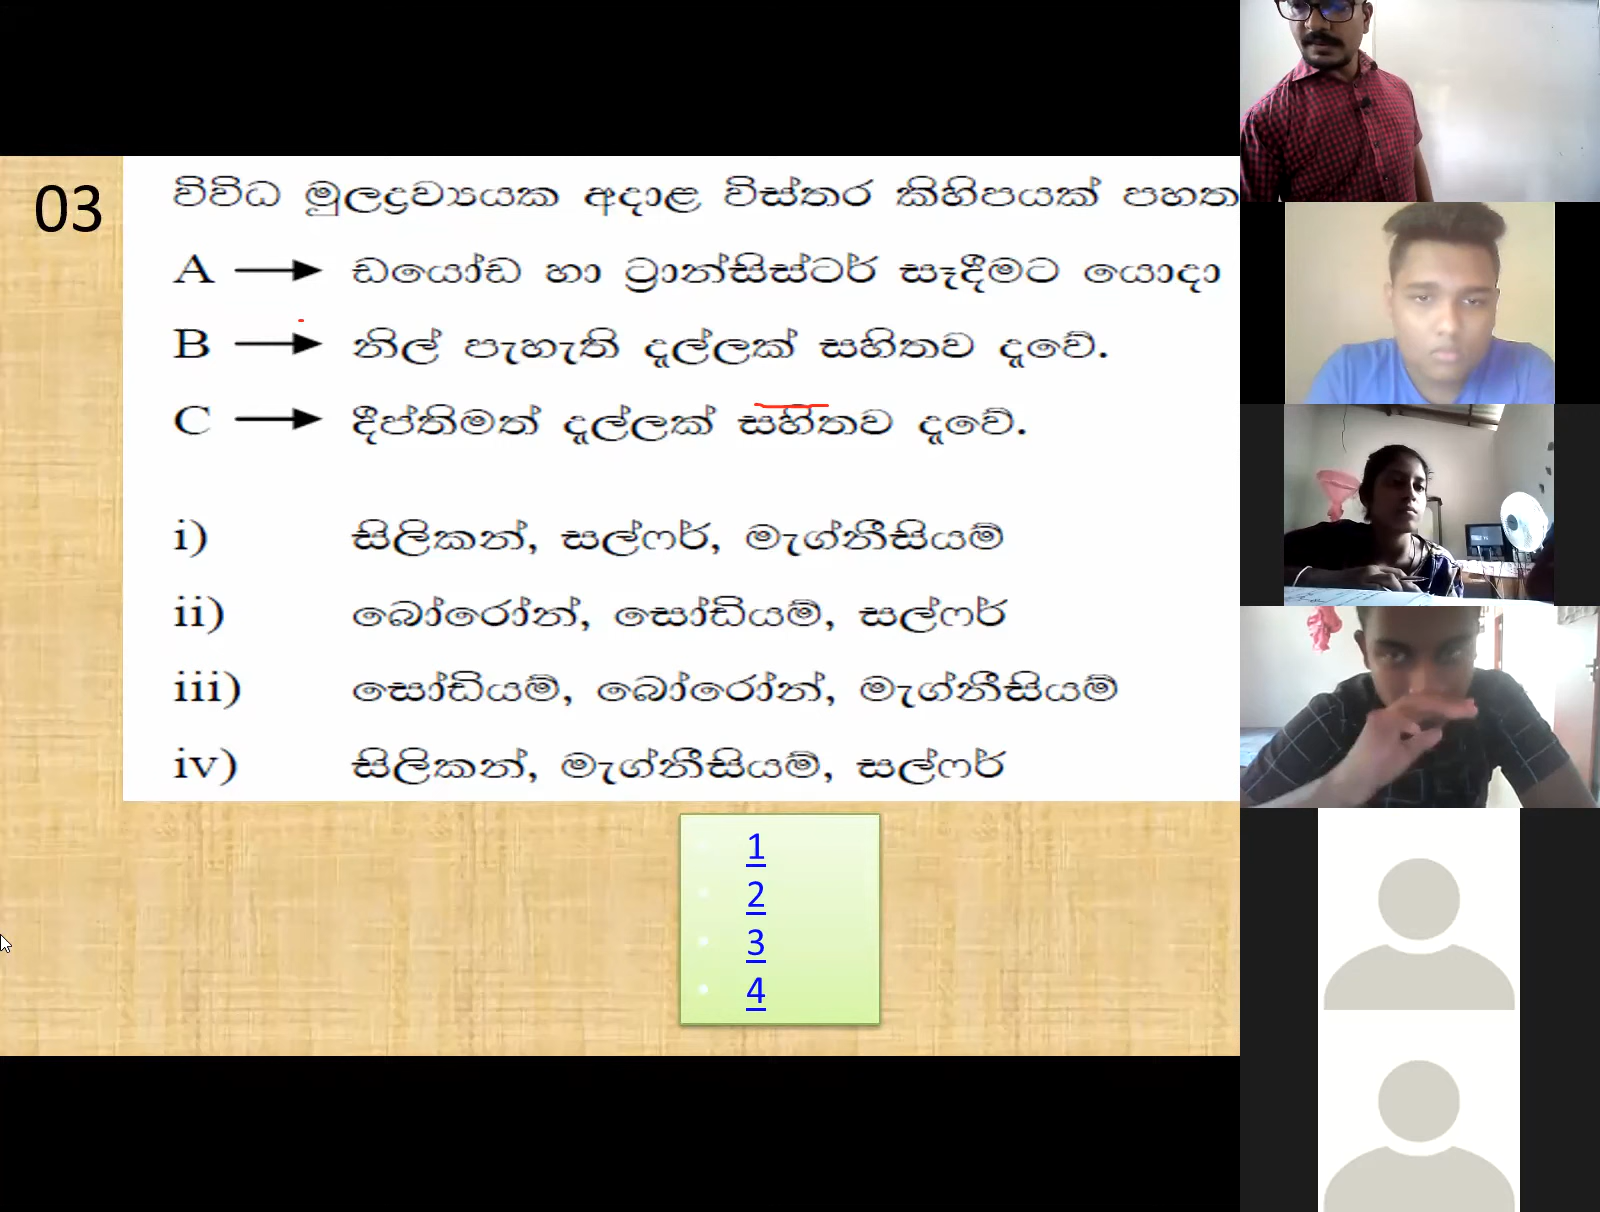 03
විවිධ මූලද්‍රව්‍යයක අදාළ විස්තර කිහිපයක් පහත
A → ඩයෝඩ හා ට්‍රාන්සිස්ටර් සෑදීමට යොදා
B → නිල් පැහැති දැල්ලක් සහිතව දැවේ.
C → දීප්තිමත් දැල්ලක් සහිතව දැවේ.
i) සිලිකන්, සල්ෆර්, මැග්නීසියම්
ii) බෝරෝන්, සෝඩියම්, සල්ෆර්
iii) සෝඩියම්, බෝරෝන්, මැග්නීසියම්
iv) සිලිකන්, මැග්නීසියම්, සල්ෆර්
1
2
3
4